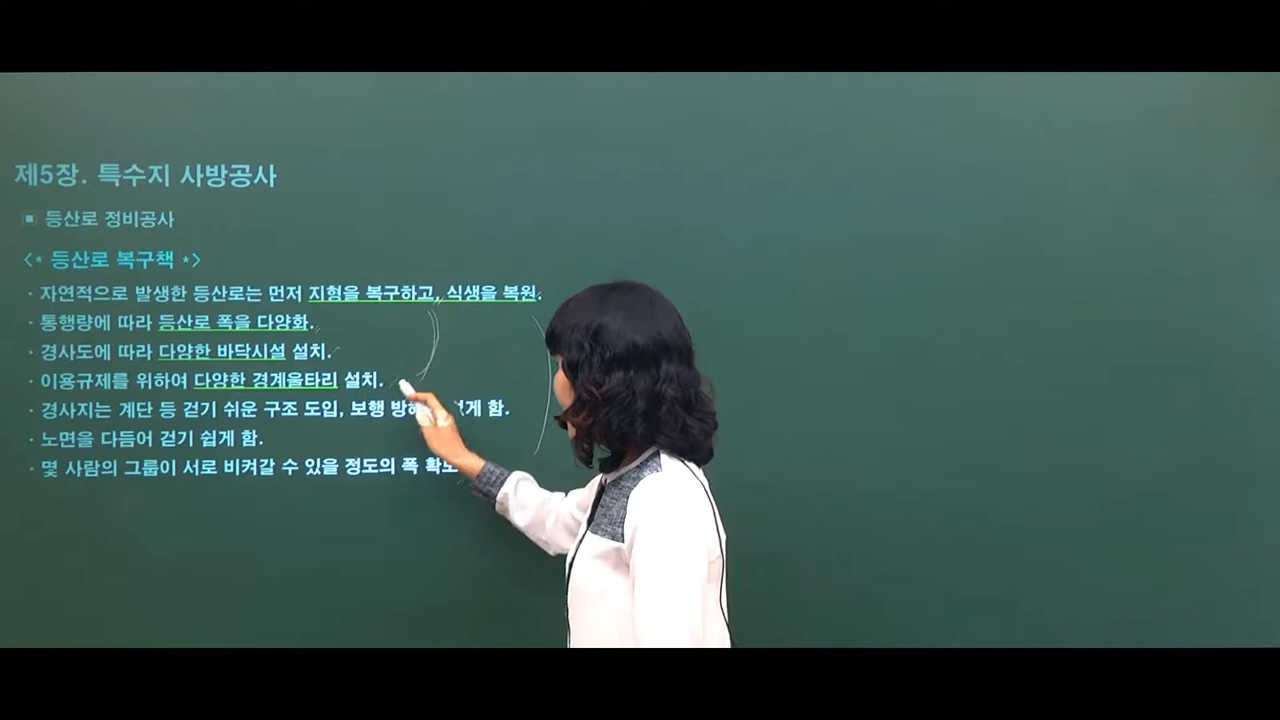 제5장. 특수지 사방공사
▣ 등산로 정비공사
<* 등산로 복구책 *>
· 자연적으로 발생한 등산로는 먼저 지형을 복구하고, 식생을 복원.
· 통행량에 따라 등산로 폭을 다양화.
· 경사도에 따라 다양한 바닥시설 설치.
· 이용규제를 위하여 다양한 경계울타리 설치.
· 경사지는 계단 등 걷기 쉬운 구조 도입, 보행 함.
· 노면을 다듬어 걷기 쉽게 함.
· 몇 사람의 그룹이 서로 비켜갈 수 있을 정도의 폭